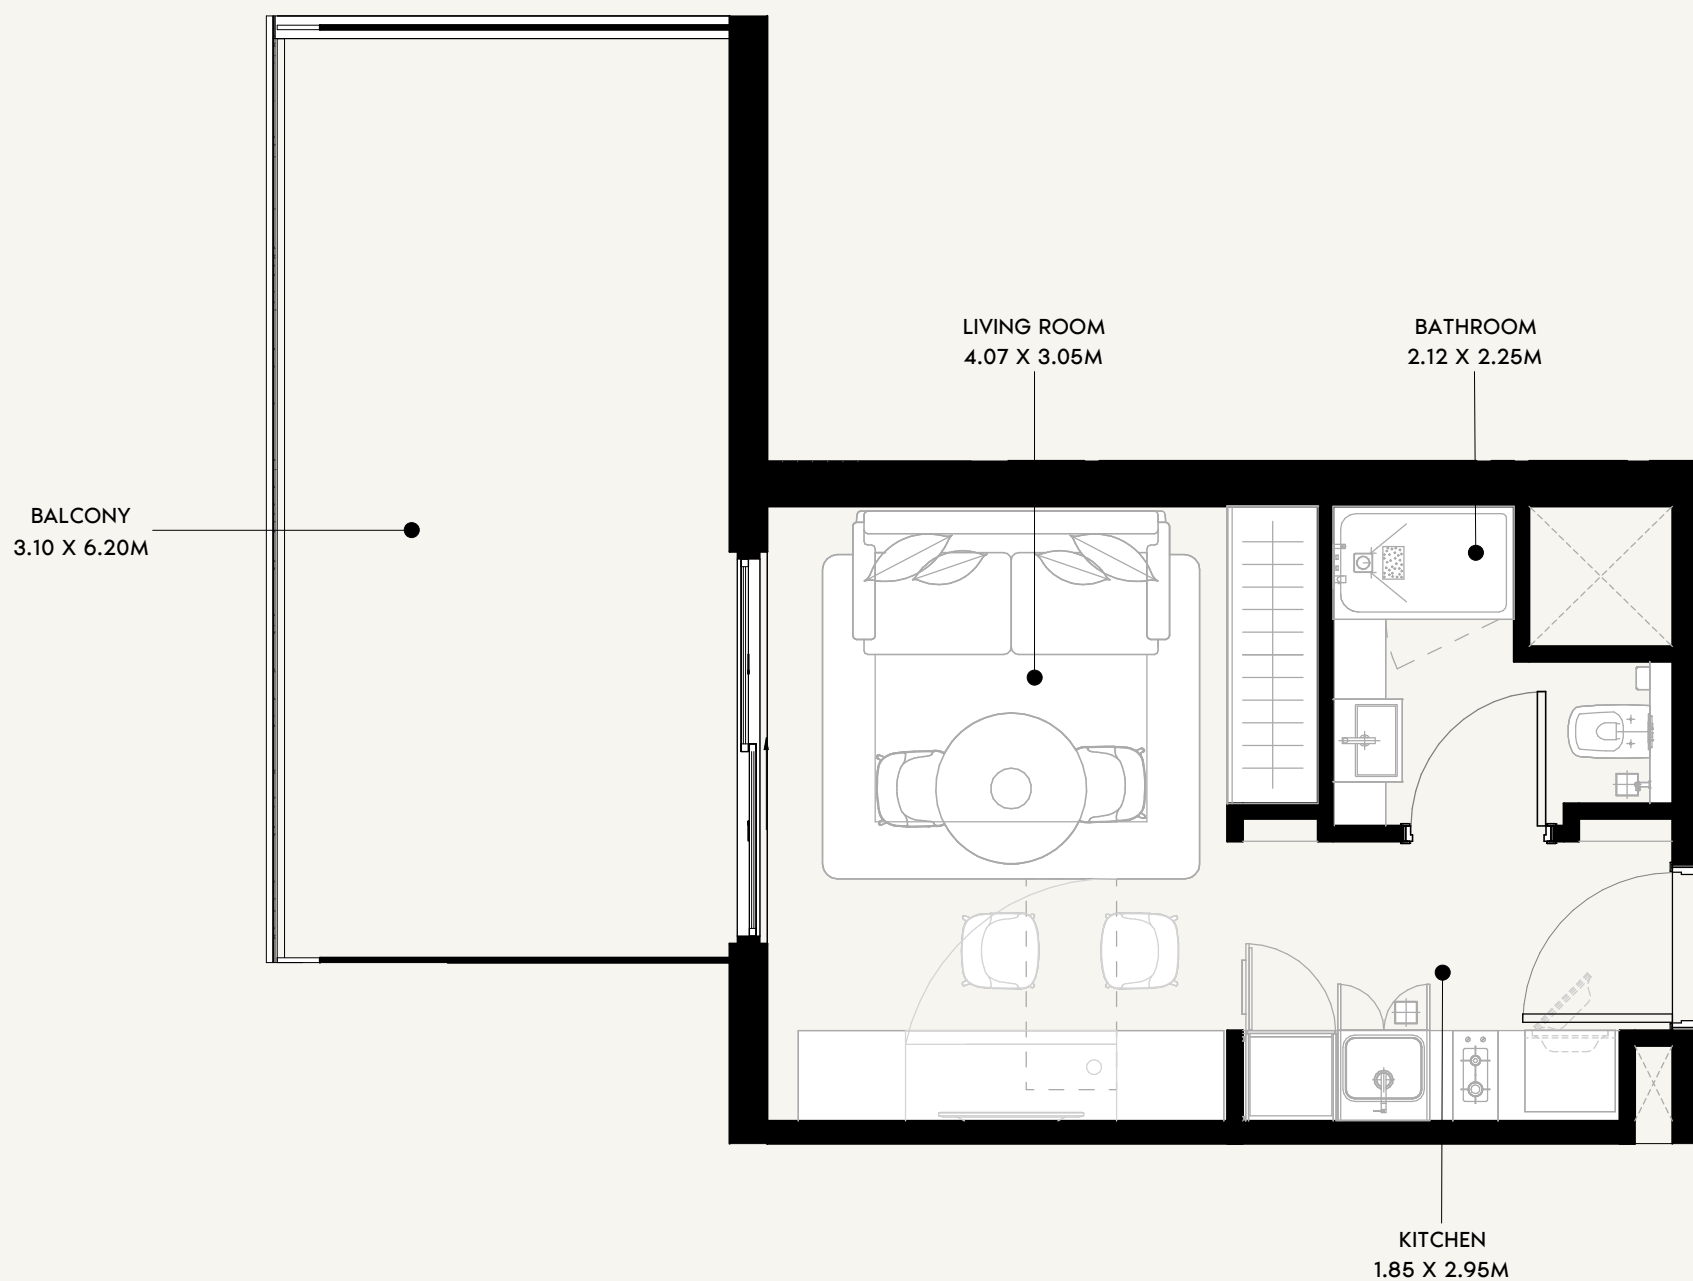 LIVING ROOM
4.07 X 3.05M
BATHROOM
2.12 X 2.25M
BALCONY
3.10 X 6.20M
KITCHEN
1.85 X 2.95M